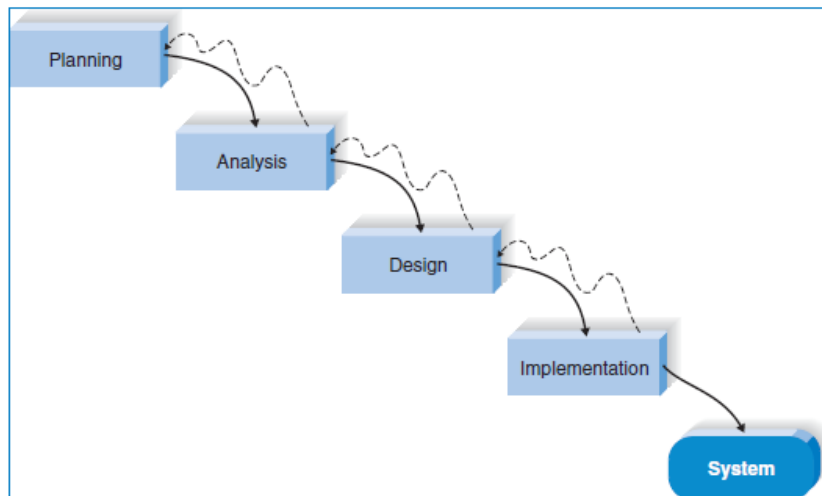 Planning
Analysis
Design
Implementation
System